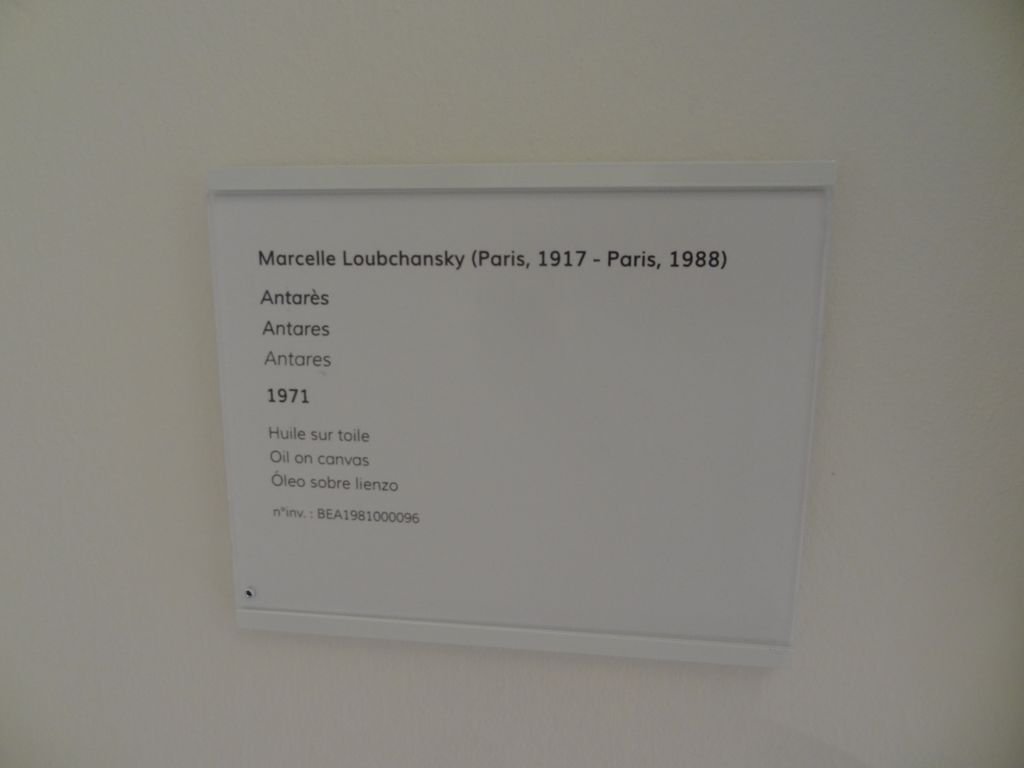 Marcelle Loubchansky (Paris, 1917 - Paris, 1988)
Antarès
Antares
Antares
1971
Huile sur toile
Oil on canvas
Óleo sobre lienzo
n°inv. : BEA1981000096